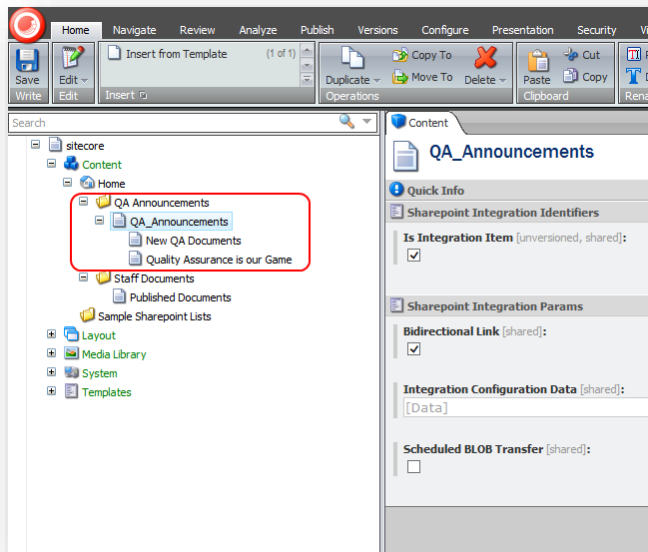 Home Navigate Review Analyze Publish Versions Configure Presentation Security
Save
Write
Edit
Edit
Insert from Template (1 of 1)
Insert
Duplicate
Copy To
Move To
Delete
Operations
Paste
Cut
Copy
Clipboard
Search
sitecore
Content
Home
QA Announcements
QA_Announcements
New QA Documents
Quality Assurance is our Game
Staff Documents
Published Documents
Sample Sharepoint Lists
Layout
Media Library
System
Templates
Content
QA_Announcements
Quick Info
Sharepoint Integration Identifiers
Is Integration Item [unversioned, shared]:
Sharepoint Integration Params
Bidirectional Link [shared]:
Integration Configuration Data [shared]:
[Data]
Scheduled BLOB Transfer [shared]: